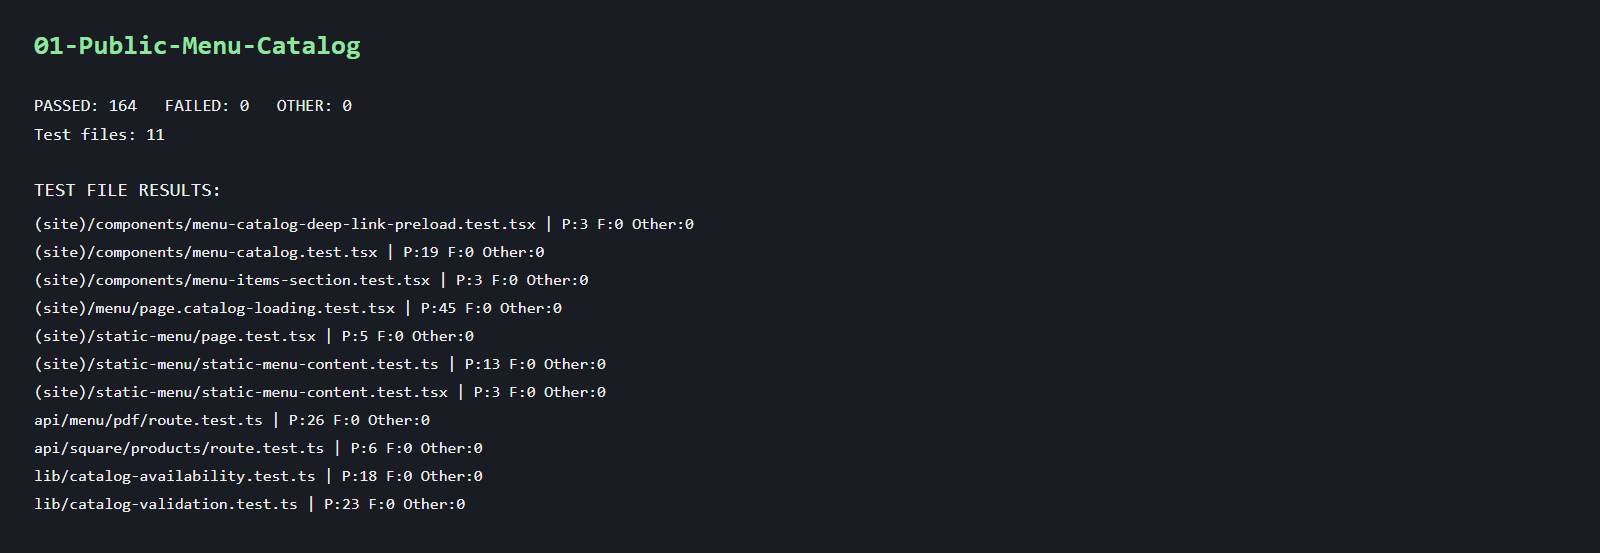 01-Public-Menu-Catalog
PASSED: 164   FAILED: 0   OTHER: 0
Test files: 11
TEST FILE RESULTS:
(site)/components/menu-catalog-deep-link-preload.test.tsx | P:3 F:0 Other:0
(site)/components/menu-catalog.test.tsx | P:19 F:0 Other:0
(site)/components/menu-items-section.test.tsx | P:3 F:0 Other:0
(site)/menu/page.catalog-loading.test.tsx | P:45 F:0 Other:0
(site)/static-menu/page.test.tsx | P:5 F:0 Other:0
(site)/static-menu/static-menu-content.test.ts | P:13 F:0 Other:0
(site)/static-menu/static-menu-content.test.tsx | P:3 F:0 Other:0
api/menu/pdf/route.test.ts | P:26 F:0 Other:0
api/square/products/route.test.ts | P:6 F:0 Other:0
lib/catalog-availability.test.ts | P:18 F:0 Other:0
lib/catalog-validation.test.ts | P:23 F:0 Other:0